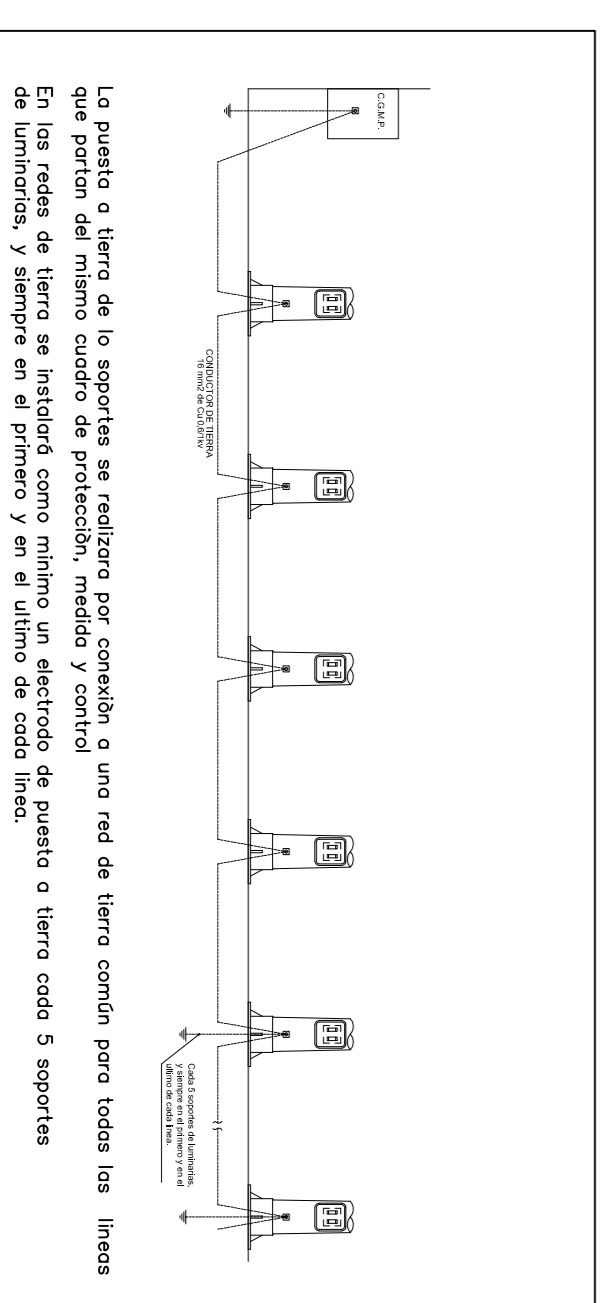 C.G.M.P.
CONDUCTOR DE TIERRA
16 mm2 de Cu 0,6/1kv
Cada 5 soportes de luminarias,
y siempre en el primero y en el
ultimo de cada linea.
La puesta a tierra de lo soportes se realizara por conexiòn a una red de tierra común para todas las lineas
que partan del mismo cuadro de protecciòn, medida y control
En las redes de tierra se instalará como minimo un electrodo de puesta a tierra cada 5 soportes
de luminarias, y siempre en el primero y en el ultimo de cada linea.